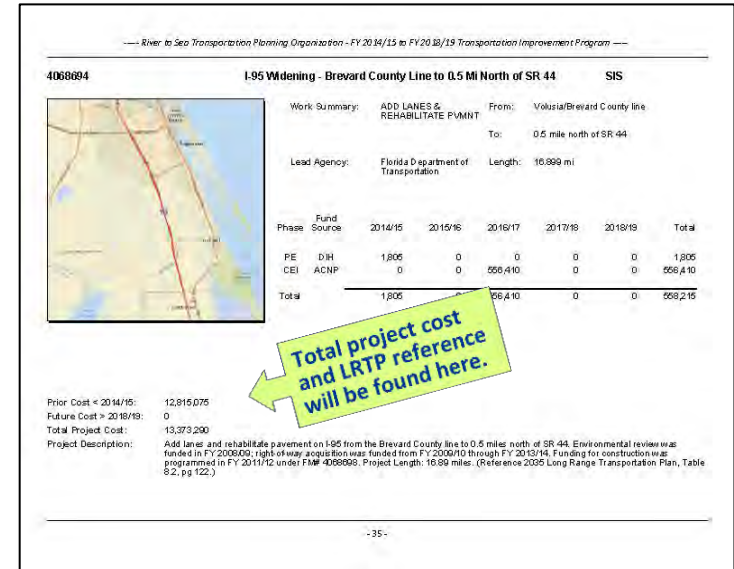 ---- River to Sea Transportation Planning Organization - FY 2014/15 to FY 2018/19 Transportation Improvement Program ----
4068694 I-95 Widening - Brevard County Line to 0.5 Mi North of SR 44 SIS
Work Summary: ADD LANES & REHABILITATE PVMNT From: Volusia/Brevard County line
To: 0.5 mile north of SR 44
Lead Agency: Florida Department of Transportation Length: 16.899 mi
Phase Fund Source 2014/15 2015/16 2016/17 2017/18 2018/19 Total
PE DIH 1,805 0 0 0 0 1,805
CEI ACNP 0 0 556,410 0 0 556,410
Total 1,805 0 56,410 0 0 558,215
Total project cost
and LRTP reference
will be found here.
Prior Cost < 2014/15: 12,815,075
Future Cost > 2018/19: 0
Total Project Cost: 13,373,290
Project Description: Add lanes and rehabilitate pavement on I-95 from the Brevard County line to 0.5 miles north of SR 44. Environmental review was
funded in FY 2008/09; right-of-way acquisition was funded from FY 2009/10 through FY 2013/14. Funding for construction was
programmed in FY 2011/12 under FM# 4068698. Project Length: 16.89 miles. (Reference 2035 Long Range Transportation Plan, Table
8.2, pg 122.)
-35-